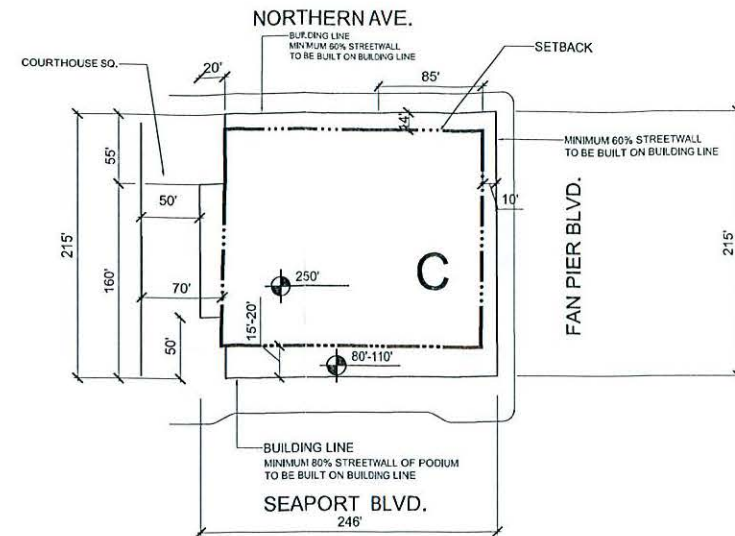 NORTHERN AVE.
BUILDING LINE
MINIMUM 60% STREETWALL
TO BE BUILT ON BUILDING LINE
SETBACK
COURTHOUSE SQ.
20'
85'
14'
MINIMUM 60% STREETWALL
TO BE BUILT ON BUILDING LINE
55'
50'
10'
215'
160'
FAN PIER BLVD.
215'
C
250'
70'
15'-20'
50'
80'-110'
BUILDING LINE
MINIMUM 80% STREETWALL OF PODIUM
TO BE BUILT ON BUILDING LINE
SEAPORT BLVD.
246'